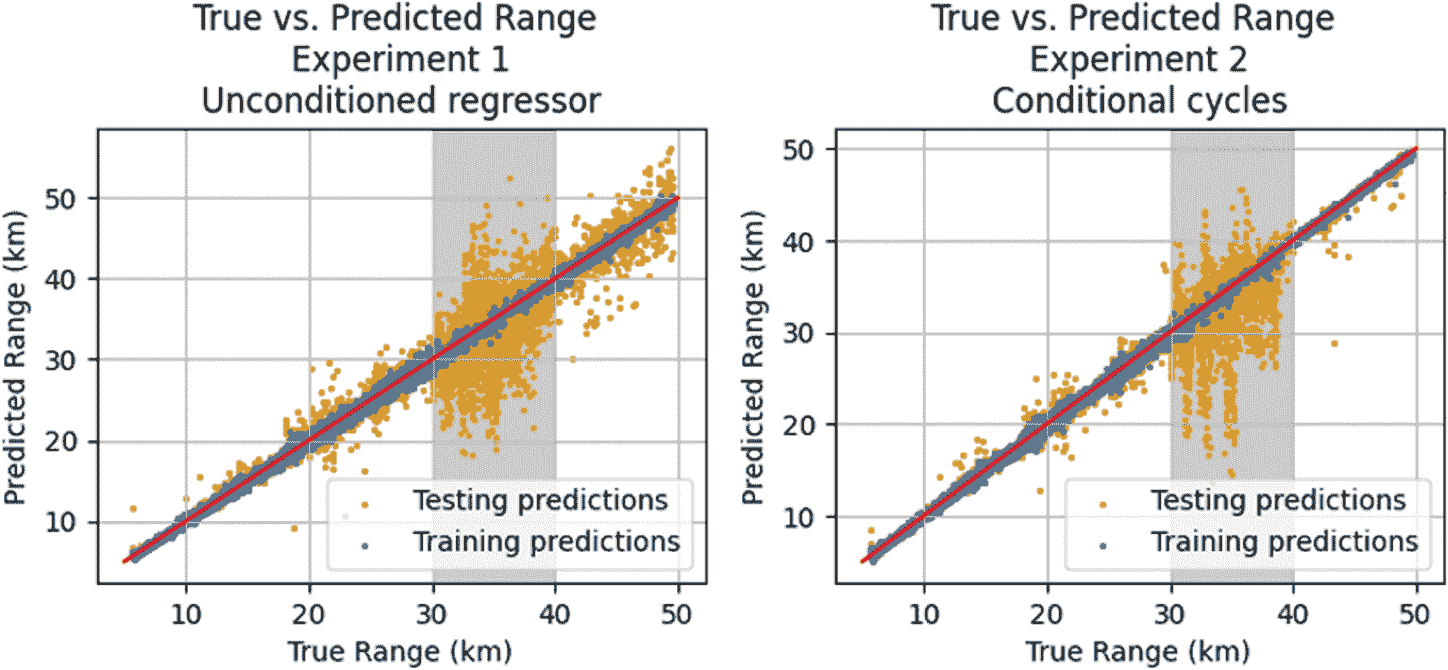 True vs. Predicted Range
Experiment 1
Unconditioned regressor
Predicted Range (km)
50
40
30
20
10
Testing predictions
Training predictions
10
20
30
40
50
True Range (km)
True vs. Predicted Range
Experiment 2
Conditional cycles
Predicted Range (km)
50
40
30
20
10
Testing predictions
Training predictions
10
20
30
40
50
True Range (km)